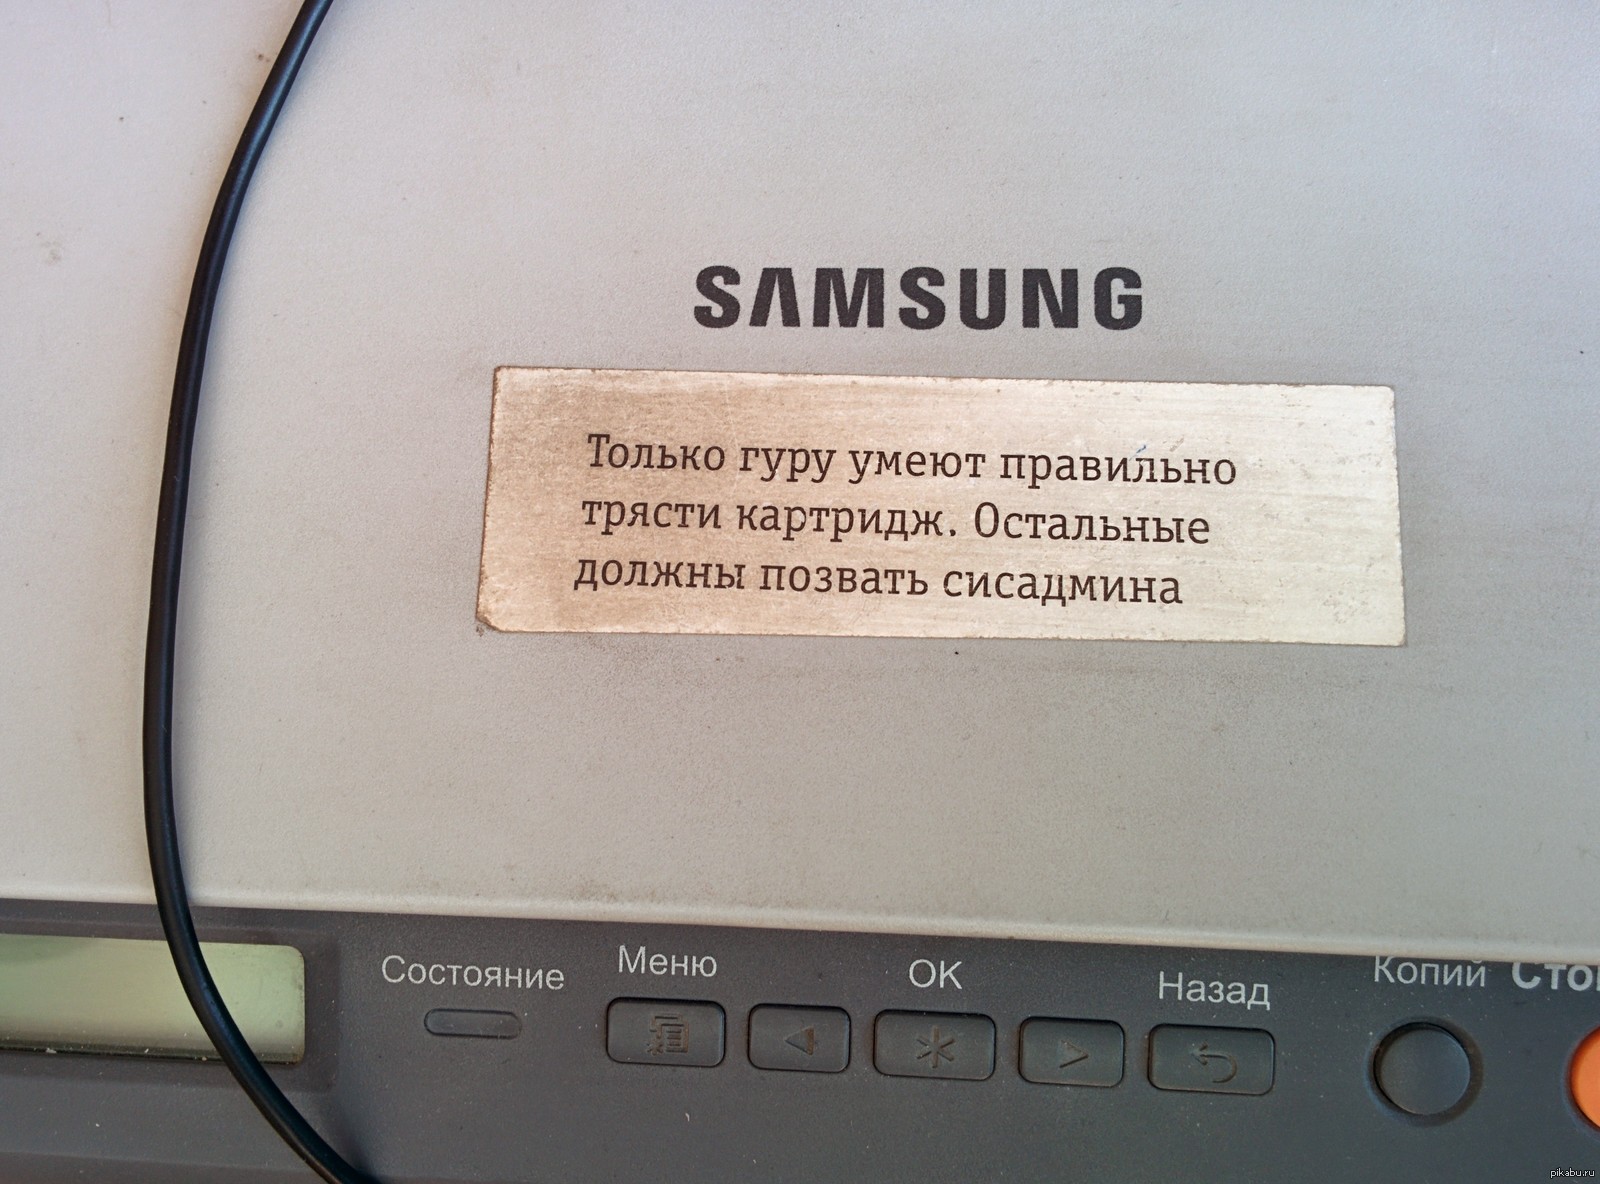 SAMSUNG
Только гуру умеют правильно
трясти картридж. Остальные
должны позвать сисадмина
Состояние Меню OK Назад Копий
pikabu.ru